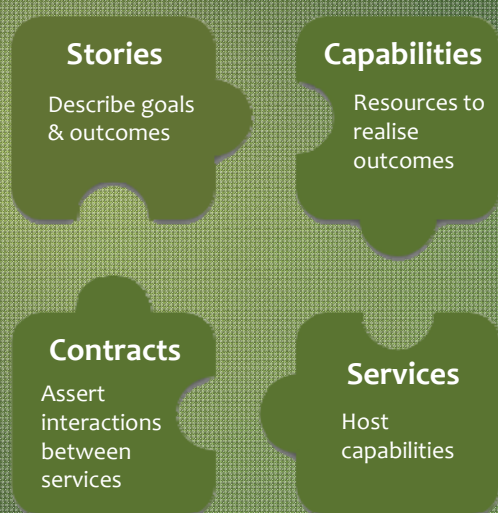 Stories
Describe goals
& outcomes
Capabilities
Resources to
realise
outcomes
Contracts
Assert
interactions
between
services
Services
Host
capabilities